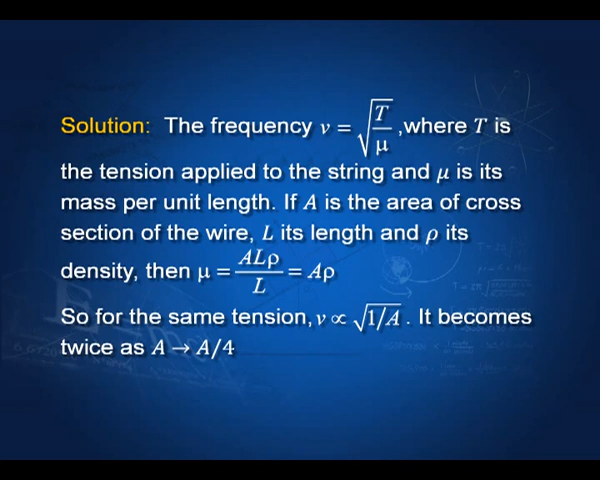 Solution: The frequency v = √(T/μ) ,where T is
the tension applied to the string and μ is its
mass per unit length. If A is the area of cross
section of the wire, L its length and ρ its
density, then μ = ALρ/L = Aρ
So for the same tension, v ∝ √(1/A) . It becomes
twice as A → A/4